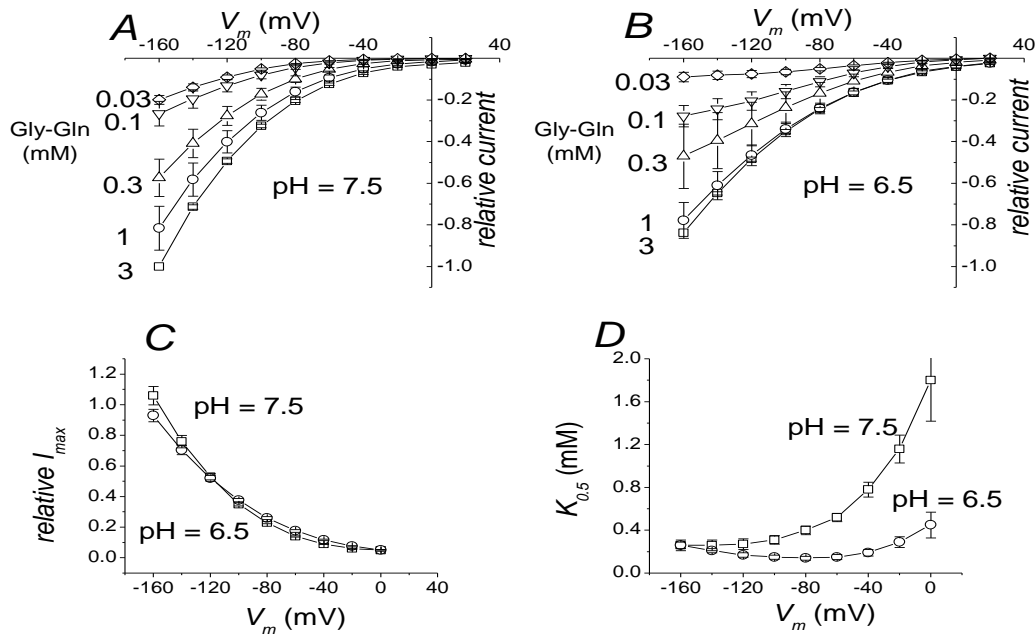 A
V_m (mV)
-160 -120 -80 -40 40
0.03
0.1
Gly-Gln
(mM)
0.3
1
3
pH = 7.5
-0.2
-0.4
-0.6
-0.8
-1.0
relative current
B
V_m (mV)
-160 -120 -80 -40 40
0.03
0.1
Gly-Gln
(mM)
0.3
1
3
pH = 6.5
-0.2
-0.4
-0.6
-0.8
-1.0
relative current
C
relative I_max
1.2
1.0
0.8
0.6
0.4
0.2
0.0
pH = 7.5
pH = 6.5
-160 -120 -80 -40 0
V_m (mV)
D
K_0.5 (mM)
2.0
1.6
1.2
0.8
0.4
0.0
pH = 7.5
pH = 6.5
-160 -120 -80 -40 0
V_m (mV)